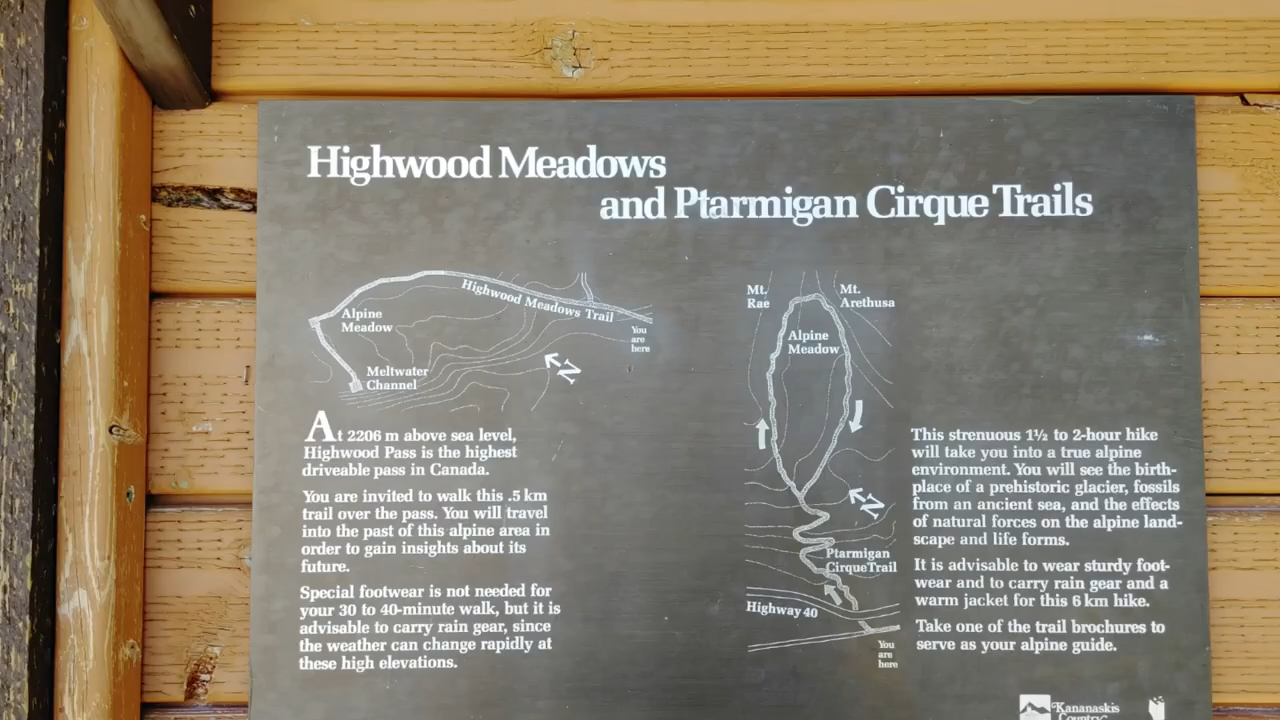 Highwood Meadows
and Ptarmigan Cirque Trails
Highwood Meadows Trail
Alpine
Meadow
You
are
here
N
Meltwater
Channel
At 2206 m above sea level,
Highwood Pass is the highest
driveable pass in Canada.
You are invited to walk this .5 km
trail over the pass. You will travel
into the past of this alpine area in
order to gain insights about its
future.
Special footwear is not needed for
your 30 to 40-minute walk, but it is
advisable to carry rain gear, since
the weather can change rapidly at
these high elevations.
Mt.
Rae
Mt.
Arethusa
Alpine
Meadow
N
Ptarmigan
Cirque Trail
Highway 40
You
are
here
This strenuous 1½ to 2-hour hike
will take you into a true alpine
environment. You will see the birth-
place of a prehistoric glacier, fossils
from an ancient sea, and the effects
of natural forces on the alpine land-
scape and life forms.
It is advisable to wear sturdy foot-
wear and to carry rain gear and a
warm jacket for this 6 km hike.
Take one of the trail brochures to
serve as your alpine guide.
Kananaskis
Country